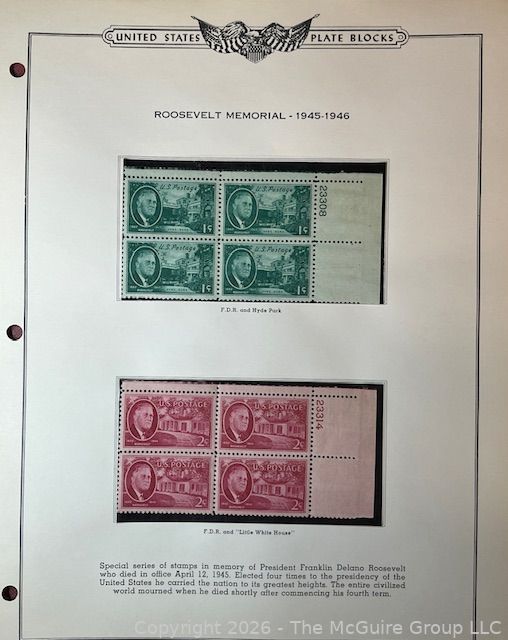 UNITED STATES PLATE BLOCKS
ROOSEVELT MEMORIAL - 1945-1946
U.S. Postage U.S. Postage
23308
1¢ 1¢
U.S. Postage U.S. Postage
1¢ 1¢
F.D.R. and Hyde Park
U.S. POSTAGE U.S. POSTAGE
23314
2¢ 2¢
U.S. POSTAGE U.S. POSTAGE
2¢ 2¢
F.D.R. and "Little White House"
Special series of stamps in memory of President Franklin Delano Roosevelt
who died in office April 12, 1945. Elected four times to the presidency of the
United States he carried the nation to its greatest heights. The entire civilized
world mourned when he died shortly after commencing his fourth term.
Copyright 2026 - The McGuire Group LLC